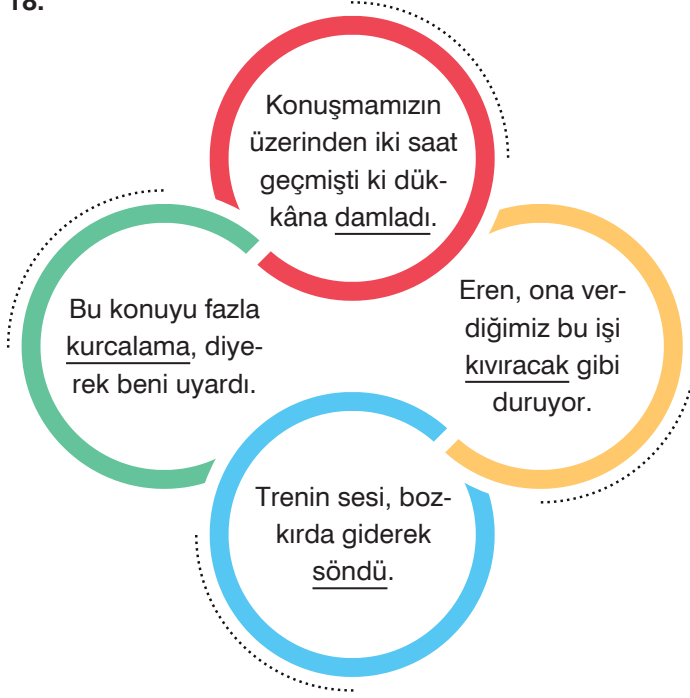 18.
Konuşmamızın
üzerinden iki saat
geçmişti ki dük-
kâna damladı.
Bu konuyu fazla
kurcalama, diye-
rek beni uyardı.
Eren, ona ver-
diğimiz bu işi
kıvıracak gibi
duruyor.
Trenin sesi, boz-
kırda giderek
söndü.